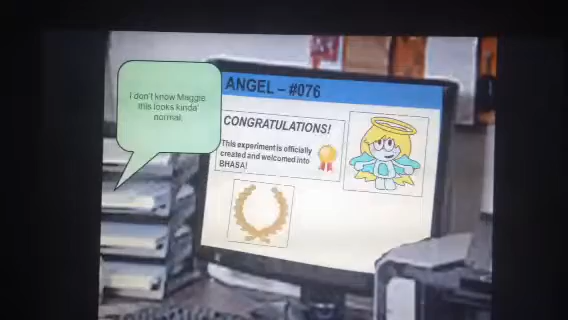 I don't know Maggie,
this looks kinda'
normal.
ANGEL – #076
CONGRATULATIONS!
This experiment is officially
created and welcomed into
BHASA!